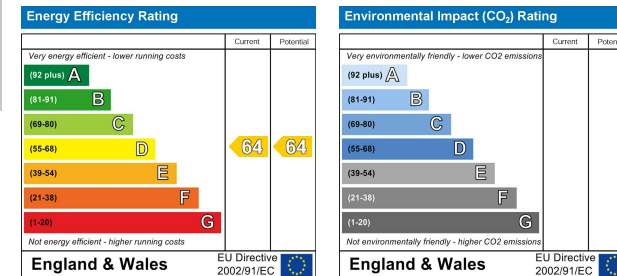 Energy Efficiency Rating
Current Potential
Very energy efficient - lower running costs
(92 plus) A
(81-91) B
(69-80) C
(55-68) D 64 64
(39-54) E
(21-38) F
(1-20) G
Not energy efficient - higher running costs
England & Wales
EU Directive
2002/91/EC
Environmental Impact (CO₂) Rating
Current Poten
Very environmentally friendly - lower CO2 emissions
(92 plus) A
(81-91) B
(69-80) C
(55-68) D
(39-54) E
(21-38) F
(1-20) G
Not environmentally friendly - higher CO2 emissions
England & Wales
EU Directive
2002/91/EC